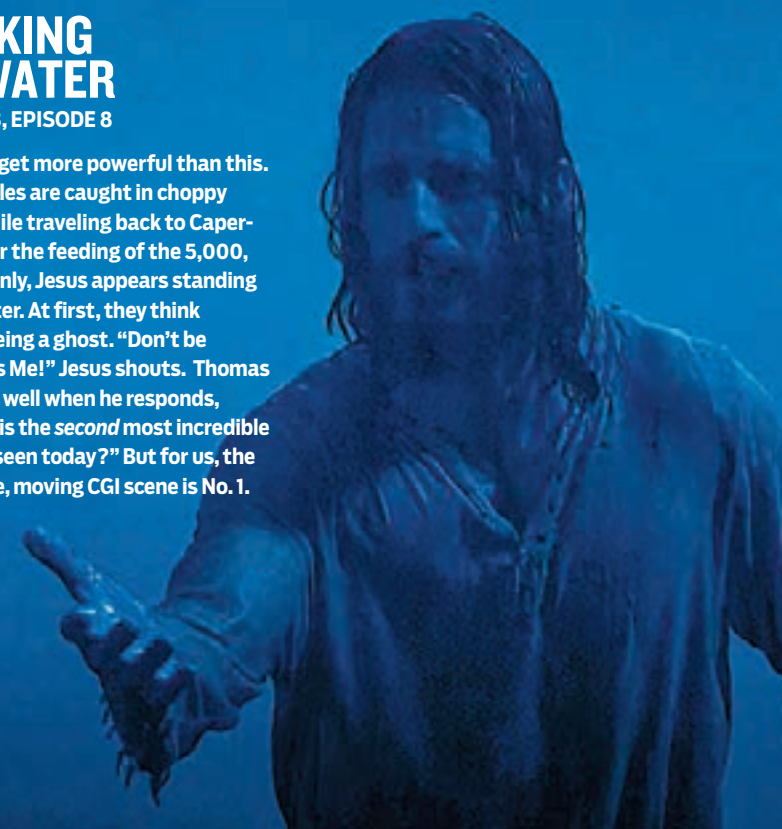 KING
WATER
, EPISODE 8
get more powerful than this.
les are caught in choppy
ile traveling back to Caper-
r the feeding of the 5,000,
nly, Jesus appears standing
er. At first, they think
eing a ghost. “Don’t be
s Me!” Jesus shouts. Thomas
well when he responds,
is the second most incredible
seen today?” But for us, the
e, moving CGI scene is No. 1.